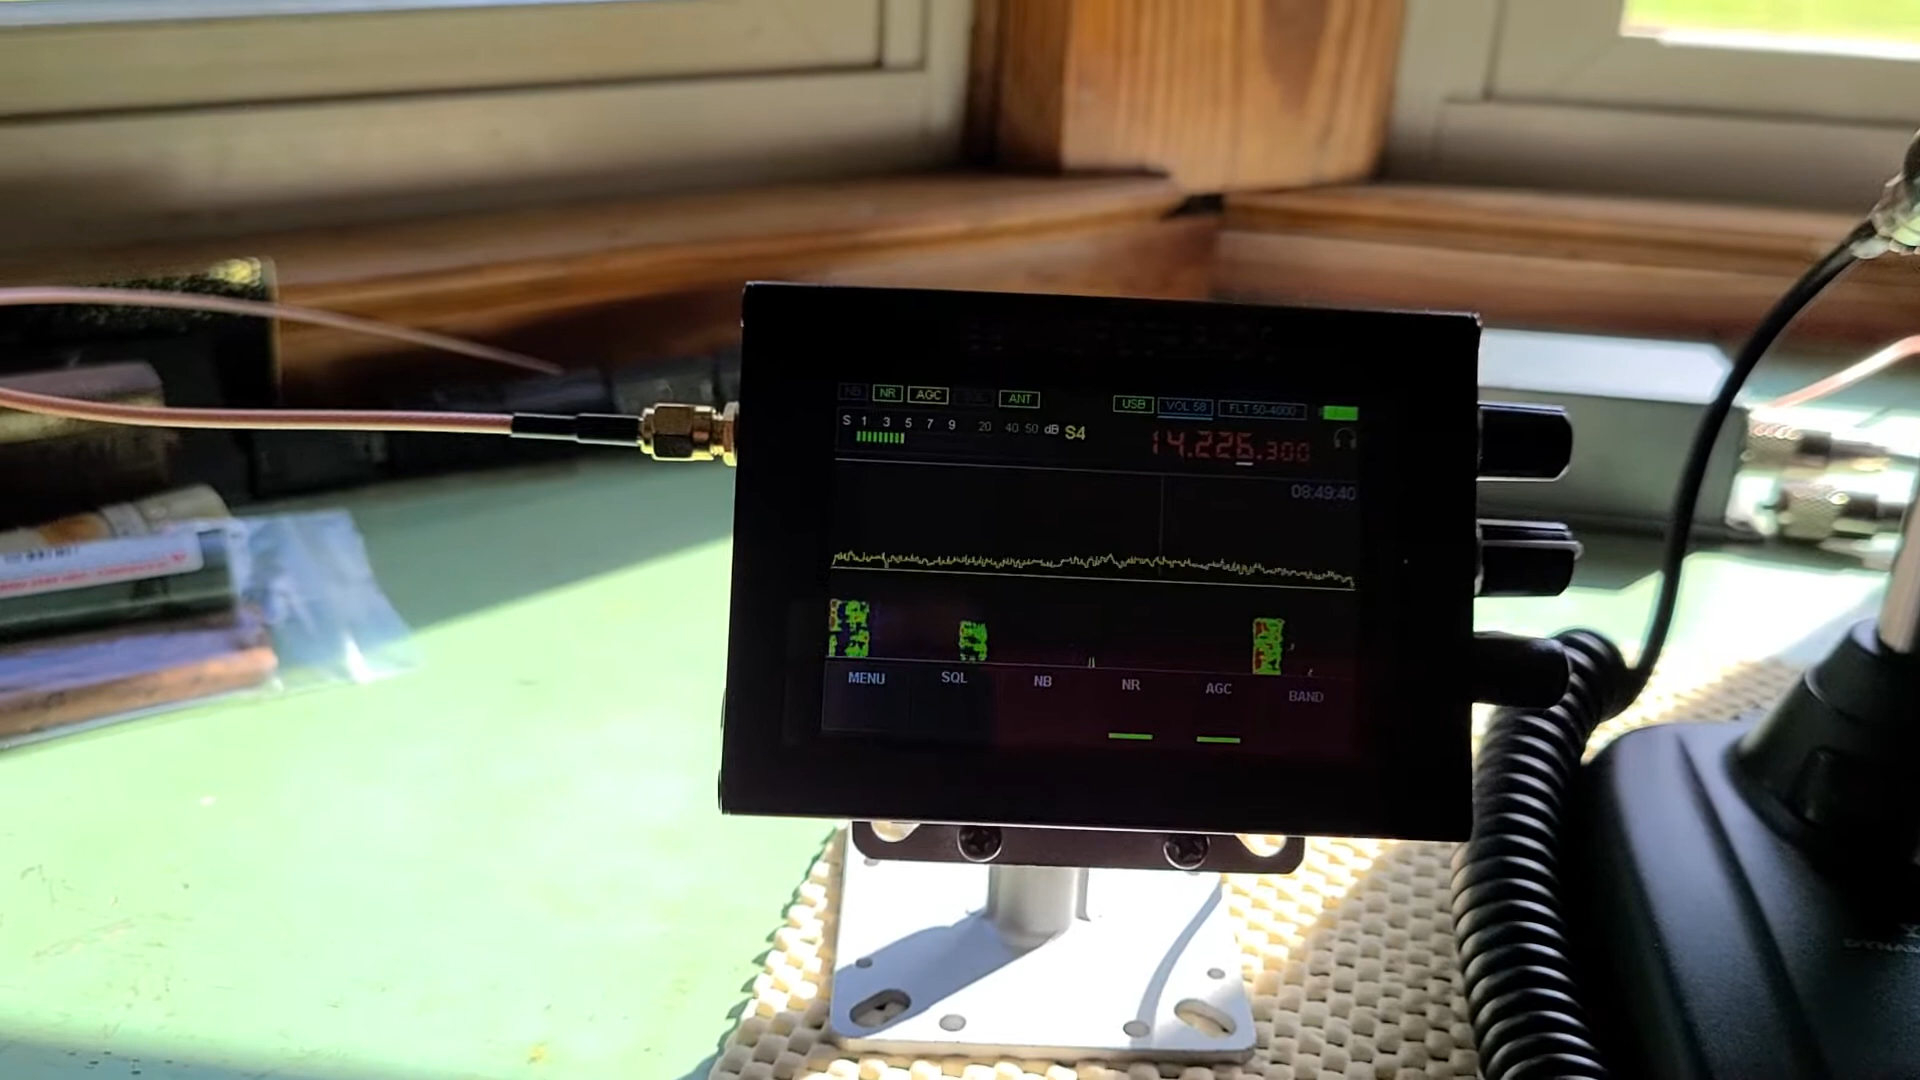 NB NR AGC SQL ANT USB VOL 58 FLT 50-4000
S 1 3 5 7 9 20 40 50 dB S4
14.226.300
08:49:40
MENU SQL NB NR AGC BAND